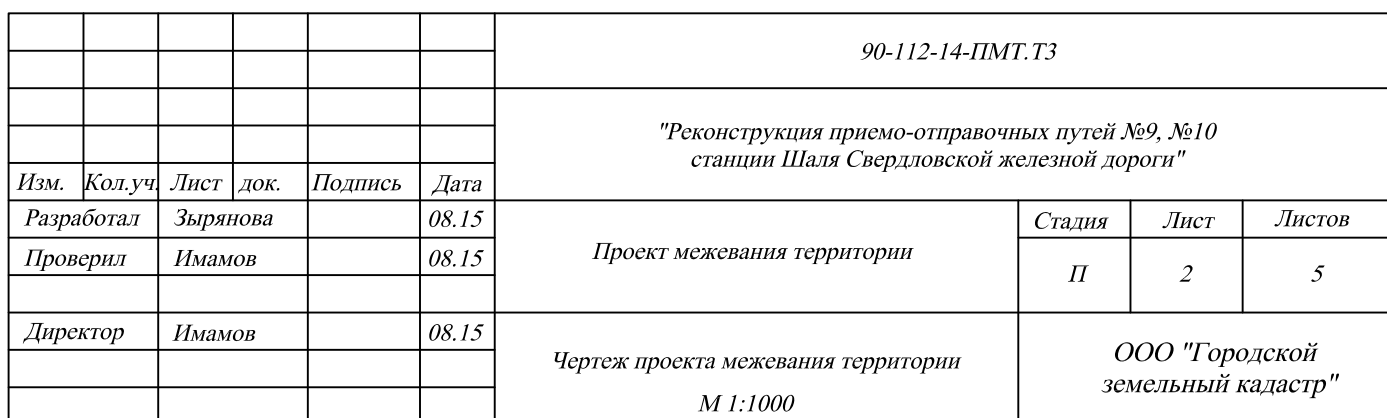 90-112-14-ПМТ.ТЗ
"Реконструкция приемо-отправочных путей №9, №10
станции Шаля Свердловской железной дороги"
Изм. Кол.уч. Лист док. Подпись Дата
Разработал Зырянова 08.15
Проверил Имамов 08.15
Директор Имамов 08.15
Проект межевания территории
Стадия Лист Листов
П 2 5
Чертеж проекта межевания территории
М 1:1000
ООО "Городской
земельный кадастр"